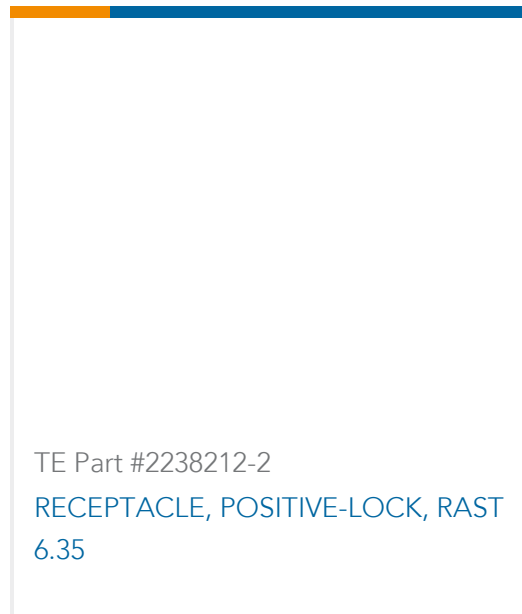 TE Part #2238212-2
RECEPTACLE, POSITIVE-LOCK, RAST
6.35